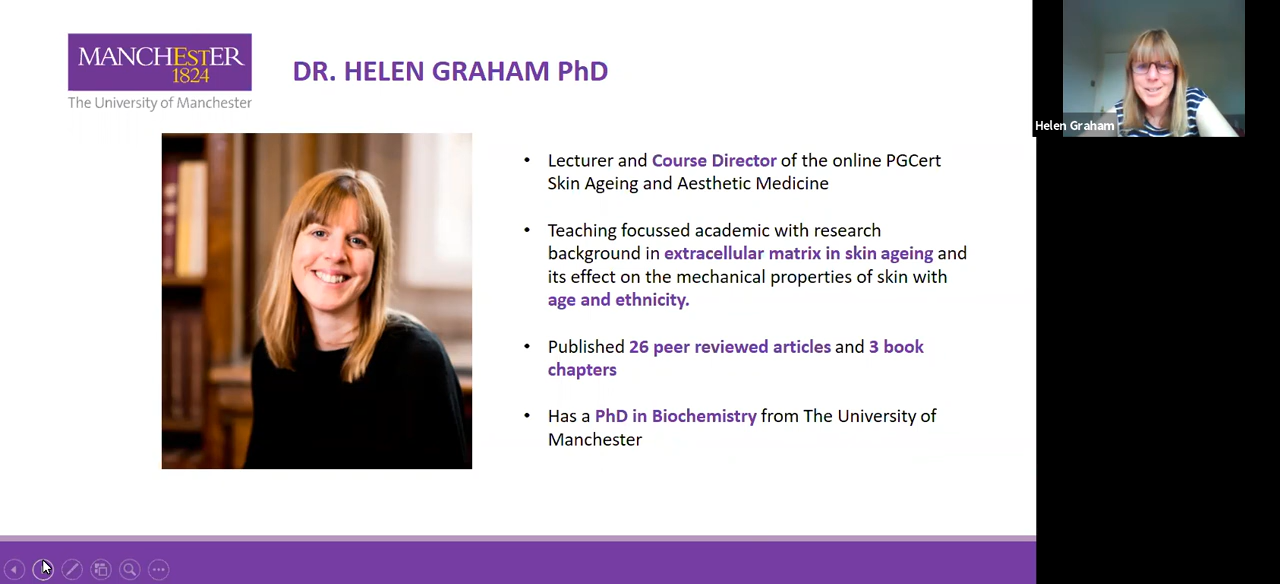 MANCHESTER
1824
The University of Manchester
DR. HELEN GRAHAM PhD
• Lecturer and Course Director of the online PGCert
Skin Ageing and Aesthetic Medicine
• Teaching focussed academic with research
background in extracellular matrix in skin ageing and
its effect on the mechanical properties of skin with
age and ethnicity.
• Published 26 peer reviewed articles and 3 book
chapters
• Has a PhD in Biochemistry from The University of
Manchester
Helen Graham